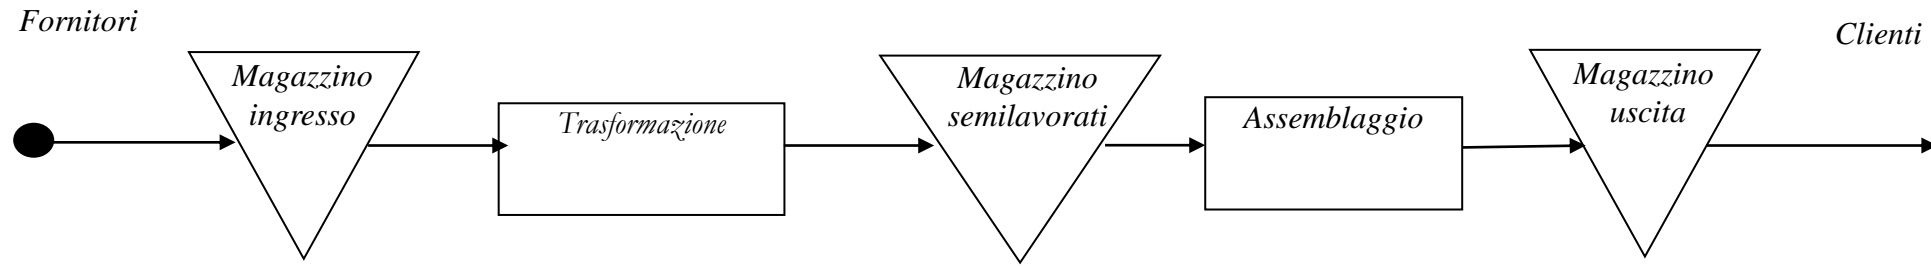 Fornitori
Magazzino
ingresso
Trasformazione
Magazzino
semilavorati
Assemblaggio
Magazzino
uscita
Clienti